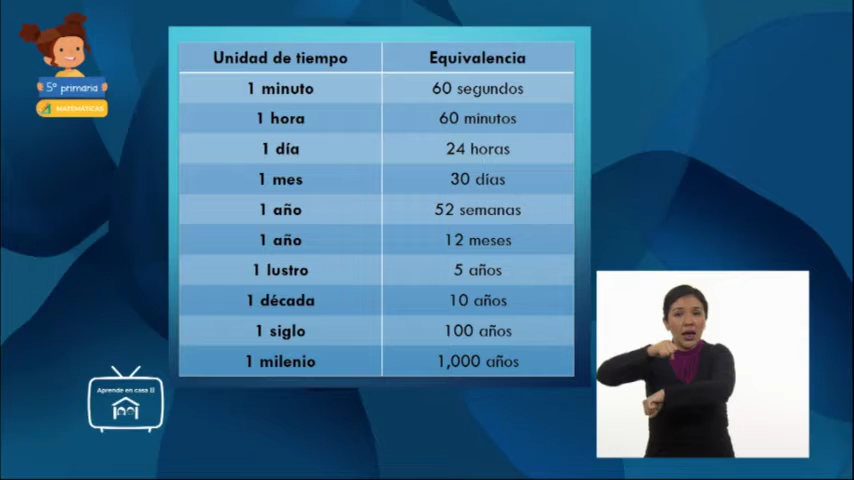 5º primaria
MATEMÁTICAS
Unidad de tiempo Equivalencia
1 minuto 60 segundos
1 hora 60 minutos
1 día 24 horas
1 mes 30 días
1 año 52 semanas
1 año 12 meses
1 lustro 5 años
1 década 10 años
1 siglo 100 años
1 milenio 1,000 años
Aprende en casa II